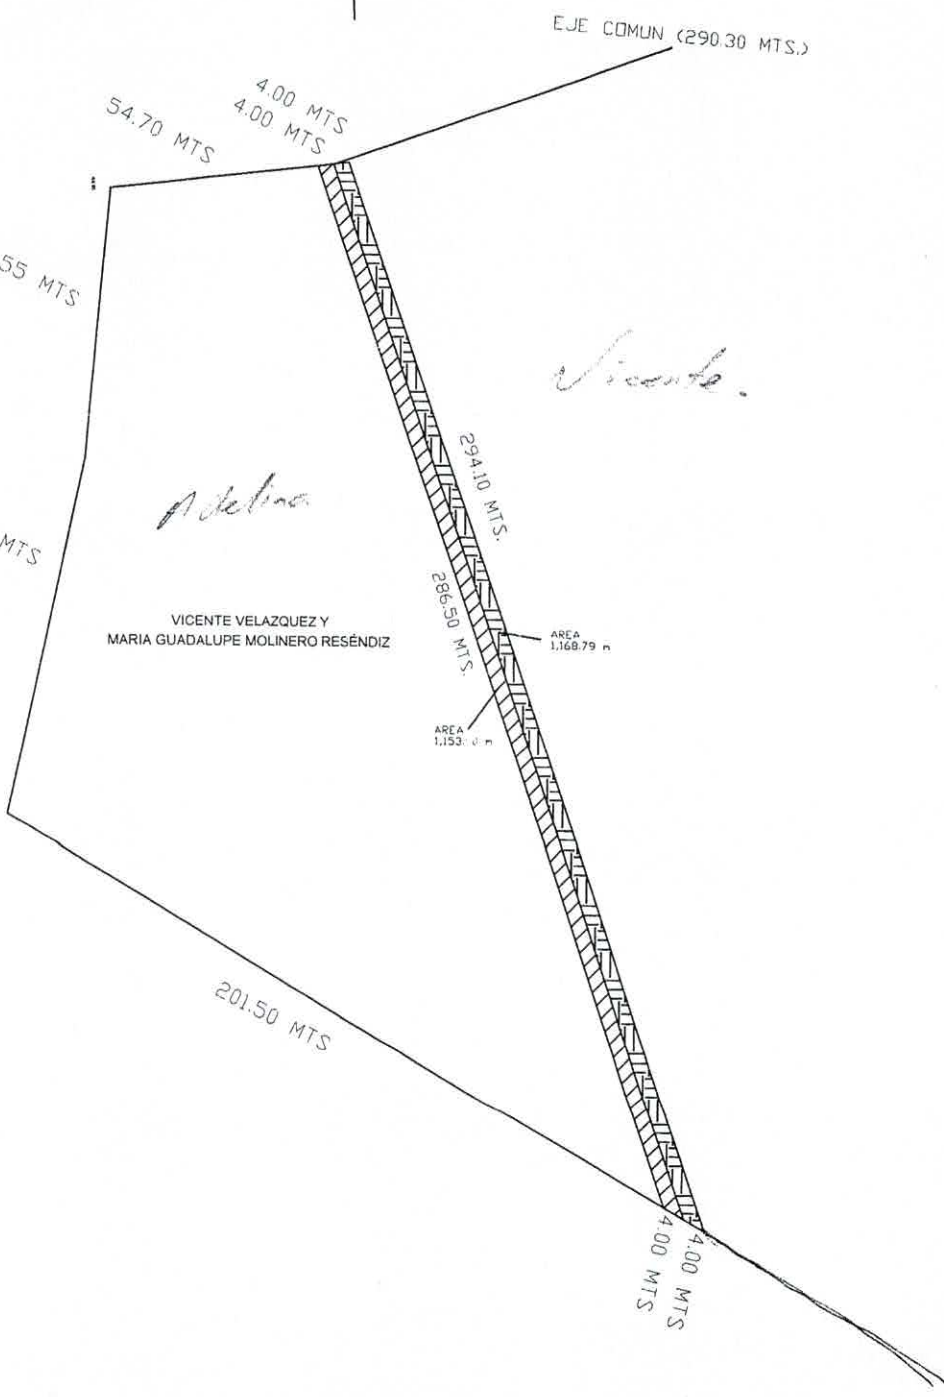 EJE COMUN (290.30 MTS.)
4.00 MTS
4.00 MTS
54.70 MTS
55 MTS
Vicente.
Adelina
294.10 MTS.
MTS
286.50 MTS.
VICENTE VELAZQUEZ Y
MARIA GUADALUPE MOLINERO RESÉNDIZ
AREA
1,168.79 m
AREA
m
201.50 MTS
4.00 MTS
4.00 MTS